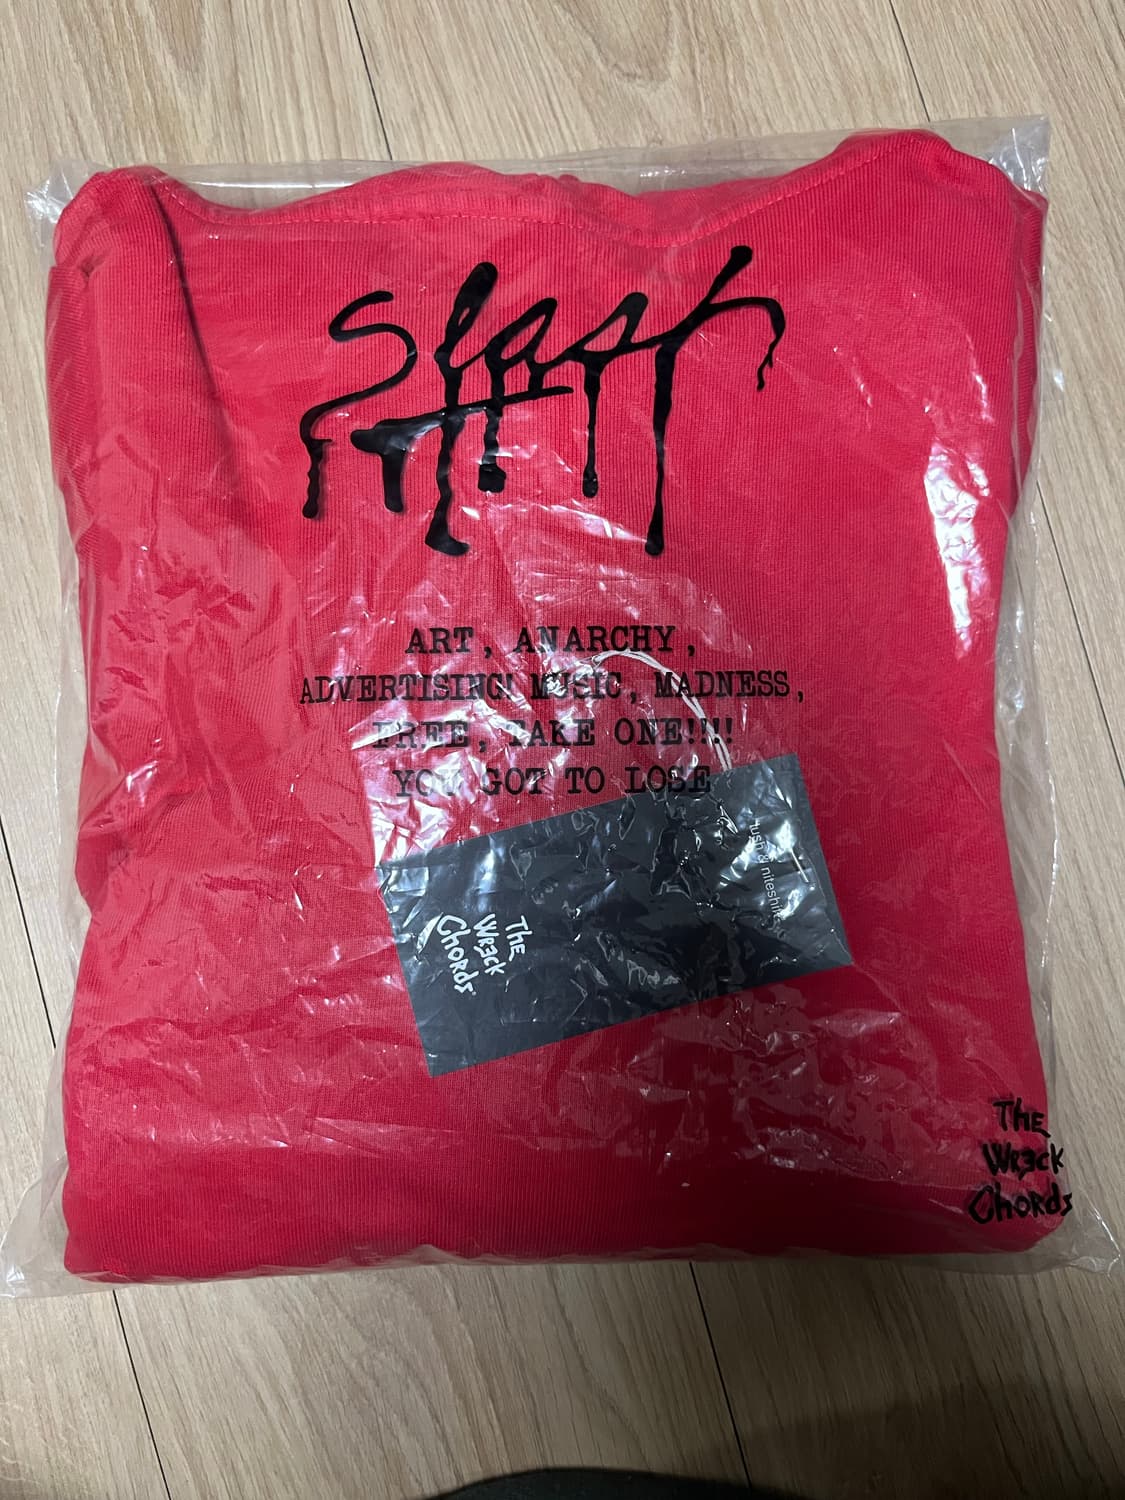 Slash
ART, ANARCHY,
ADVERTISING! MUSIC, MADNESS,
FREE, TAKE ONE!!!!
YOU GOT TO LOSE
The
Wreck
Chords
The
Wreck
Chords